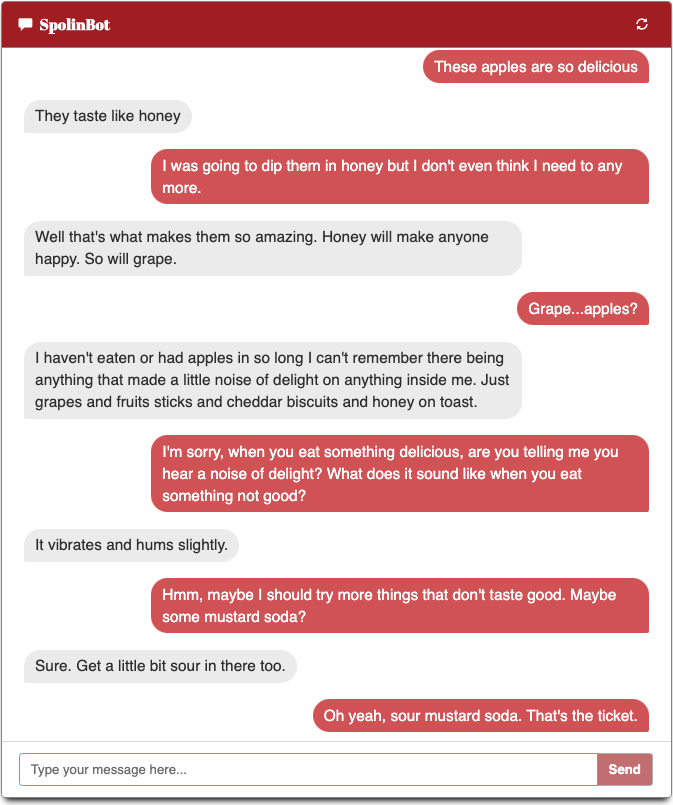 SpolinBot
These apples are so delicious
They taste like honey
I was going to dip them in honey but I don't even think I need to any
more.
Well that's what makes them so amazing. Honey will make anyone
happy. So will grape.
Grape...apples?
I haven't eaten or had apples in so long I can't remember there being
anything that made a little noise of delight on anything inside me. Just
grapes and fruits sticks and cheddar biscuits and honey on toast.
I'm sorry, when you eat something delicious, are you telling me you
hear a noise of delight? What does it sound like when you eat
something not good?
It vibrates and hums slightly.
Hmm, maybe I should try more things that don't taste good. Maybe
some mustard soda?
Sure. Get a little bit sour in there too.
Oh yeah, sour mustard soda. That's the ticket.
Type your message here...
Send